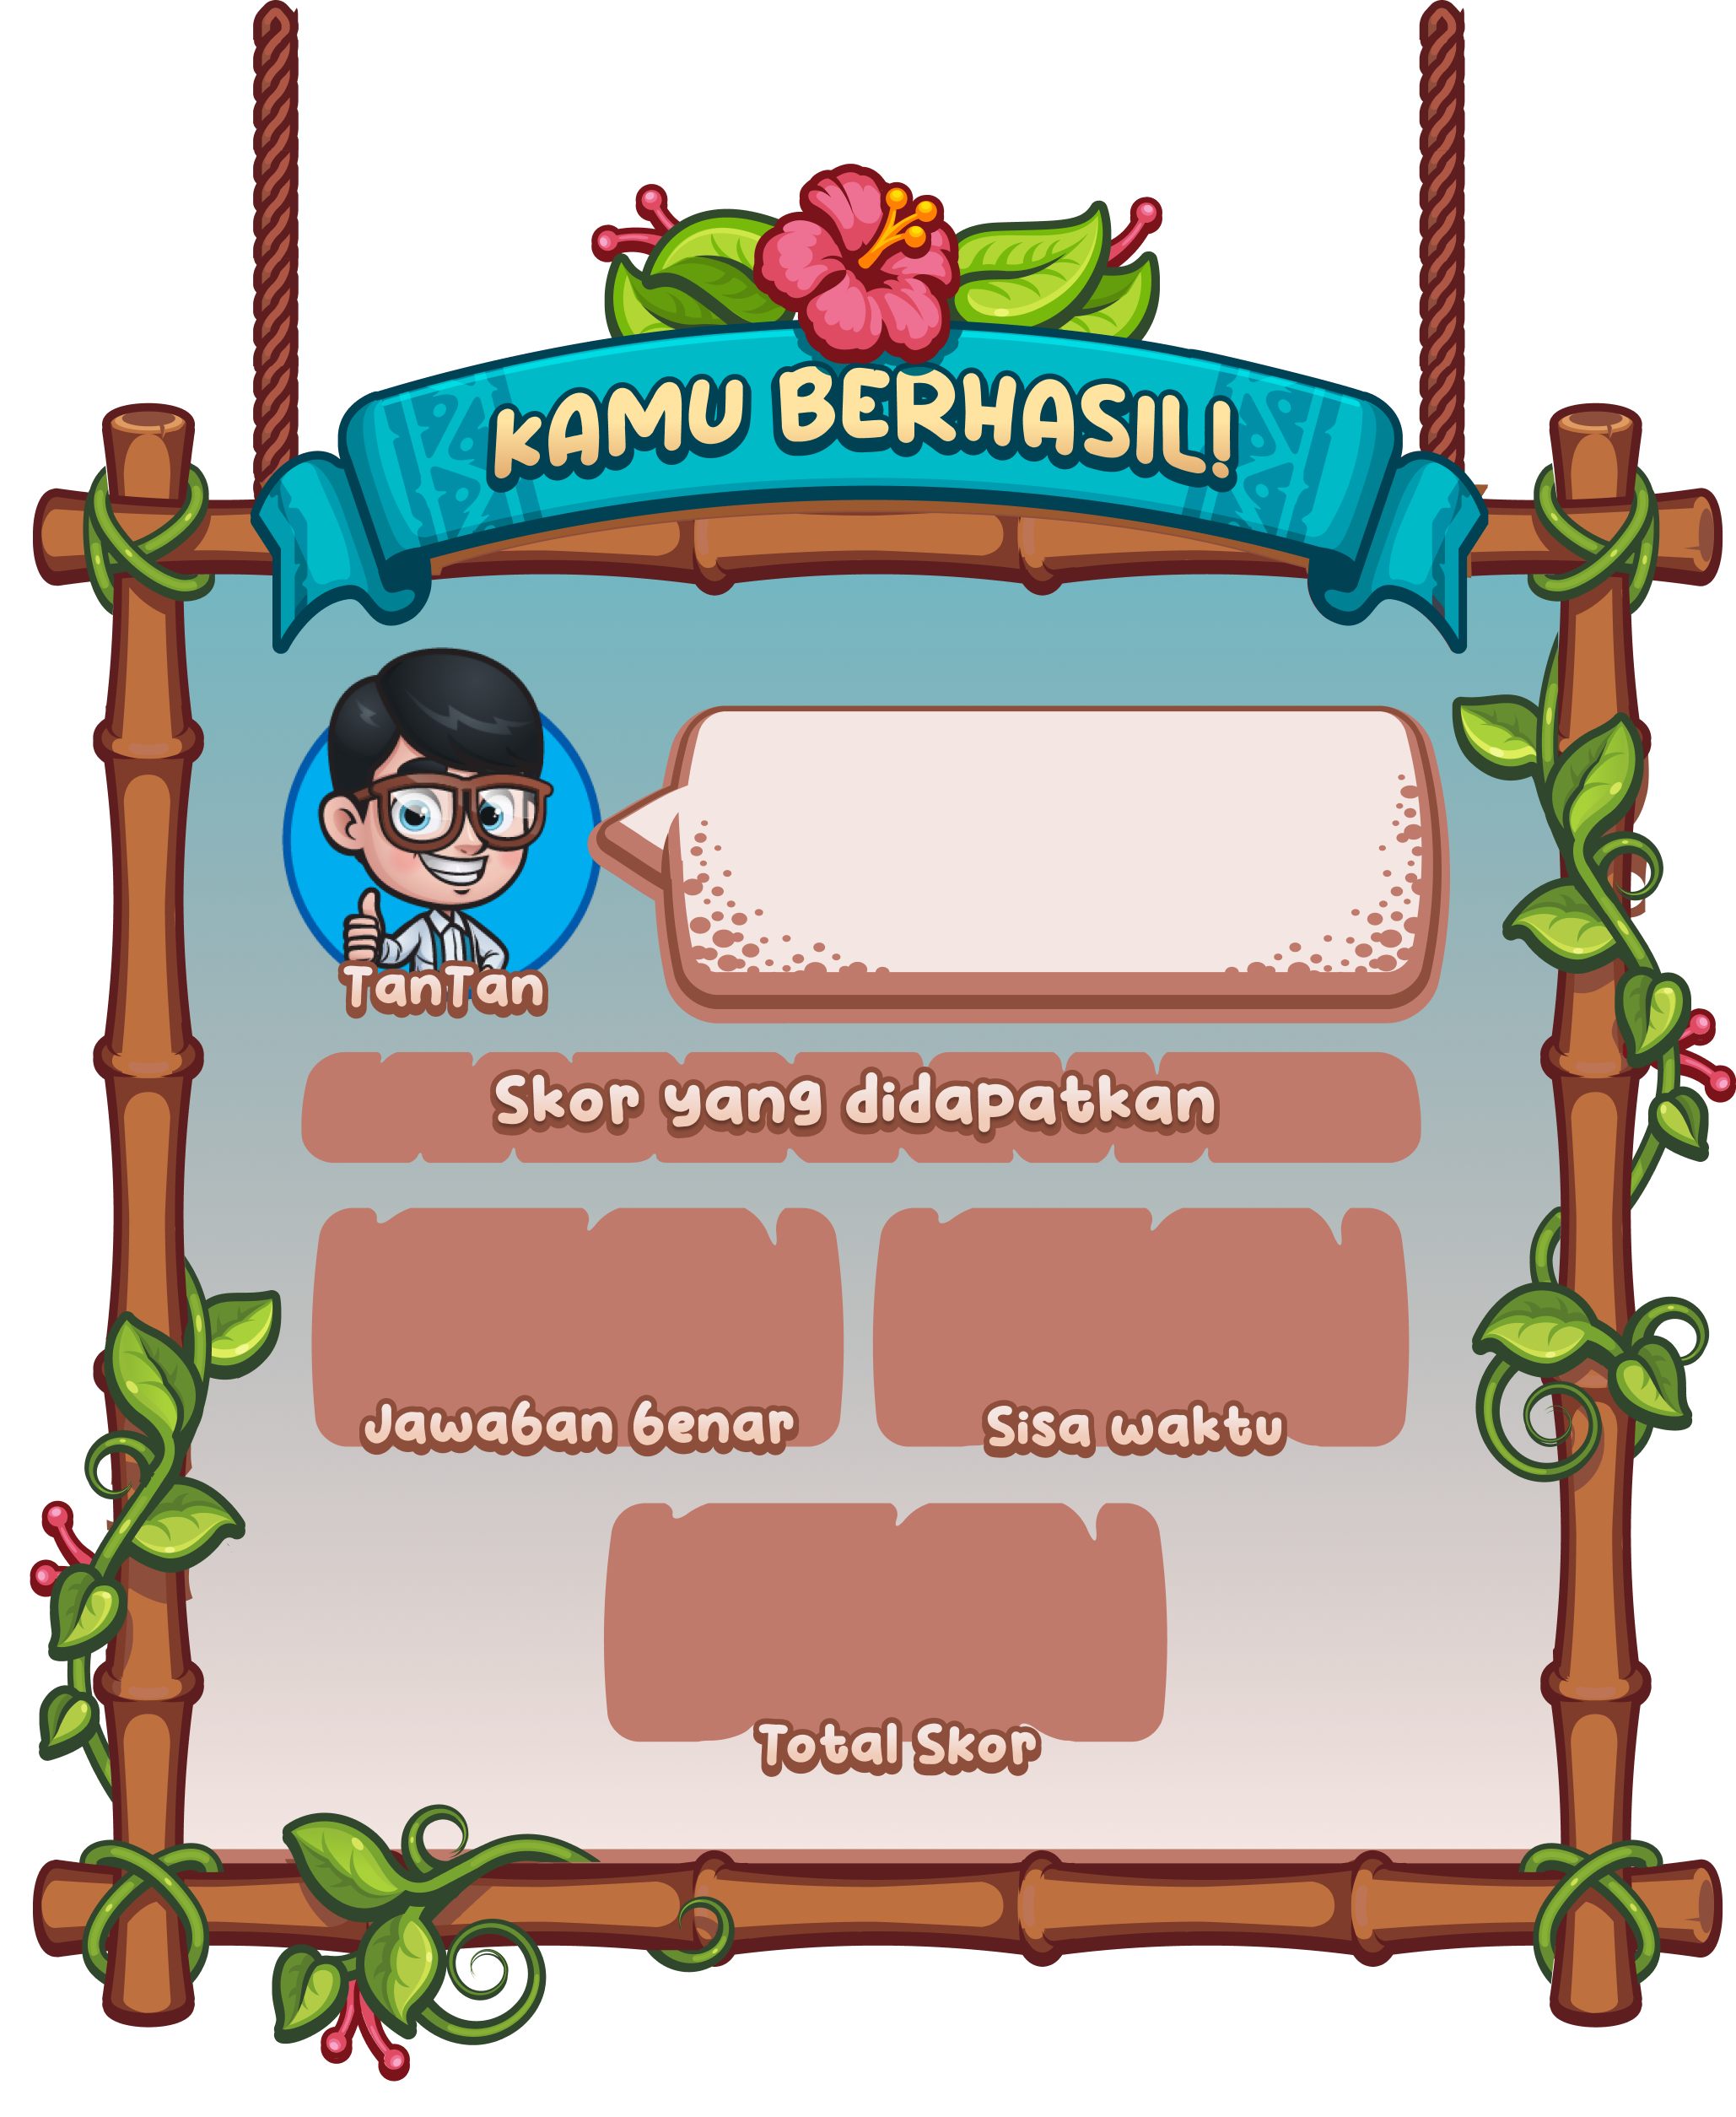 KAMU BERHASIL!
TanTan
Skor yang didapatkan
Jawaban benar
Sisa waktu
Total Skor